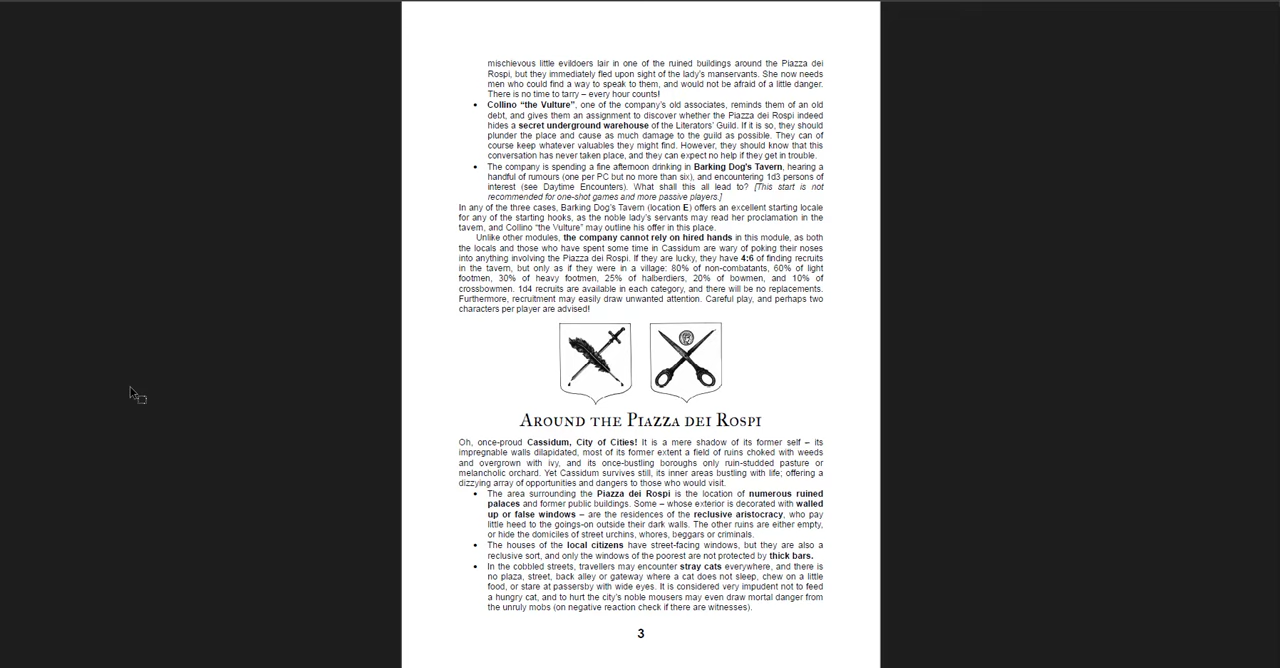 mischievous little evildoers lair in one of the ruined buildings around the Piazza dei
Rospi, but they immediately fled upon sight of the lady's manservants. She now needs
men who could find a way to speak to them, and would not be afraid of a little danger.
There is no time to tarry – every hour counts!
• Collino “the Vulture”, one of the company's old associates, reminds them of an old
debt, and gives them an assignment to discover whether the Piazza dei Rospi indeed
hides a secret underground warehouse of the Literators' Guild. If it is so, they should
plunder the place and cause as much damage to the guild as possible. They can of
course keep whatever valuables they might find. However, they should know that this
conversation has never taken place, and they can expect no help if they get in trouble.
• The company is spending a fine afternoon drinking in Barking Dog's Tavern, hearing a
handful of rumours (one per PC but no more than six), and encountering 1d3 persons of
interest (see Daytime Encounters). What shall this all lead to? [This start is not
recommended for one-shot games and more passive players.]
In any of the three cases, Barking Dog's Tavern (location E) offers an excellent starting locale
for any of the starting hooks, as the noble lady's servants may read her proclamation in the
tavern, and Collino “the Vulture” may outline his offer in this place.
Unlike other modules, the company cannot rely on hired hands in this module, as both
the locals and those who have spent some time in Cassidum are wary of poking their noses
into anything involving the Piazza dei Rospi. If they are lucky, they have 4:6 of finding recruits
in the tavern, but only as if they were in a village: 80% of non-combatants, 60% of light
footmen, 30% of heavy footmen, 25% of halberdiers, 20% of bowmen, and 10% of
crossbowmen. 1d4 recruits are available in each category, and there will be no replacements.
Furthermore, recruitment may easily draw unwanted attention. Careful play, and perhaps two
characters per player are advised!
Around the Piazza dei Rospi
Oh, once-proud Cassidum, City of Cities! It is a mere shadow of its former self – its
impregnable walls dilapidated, most of its former extent a field of ruins choked with weeds
and overgrown with ivy, and its once-bustling boroughs only ruin-studded pasture or
melancholic orchard. Yet Cassidum survives still, its inner areas bustling with life; offering a
dizzying array of opportunities and dangers to those who would visit.
• The area surrounding the Piazza dei Rospi is the location of numerous ruined
palaces and former public buildings. Some – whose exterior is decorated with walled
up or false windows – are the residences of the reclusive aristocracy, who pay
little heed to the goings-on outside their dark walls. The other ruins are either empty,
or hide the domiciles of street urchins, whores, beggars or criminals.
• The houses of the local citizens have street-facing windows, but they are also a
reclusive sort, and only the windows of the poorest are not protected by thick bars.
• In the cobbled streets, travellers may encounter stray cats everywhere, and there is
no plaza, street, back alley or gateway where a cat does not sleep, chew on a little
food, or stare at passersby with wide eyes. It is considered very impudent not to feed
a hungry cat, and to hurt the city's noble mousers may even draw mortal danger from
the unruly mobs (on negative reaction check if there are witnesses).
3